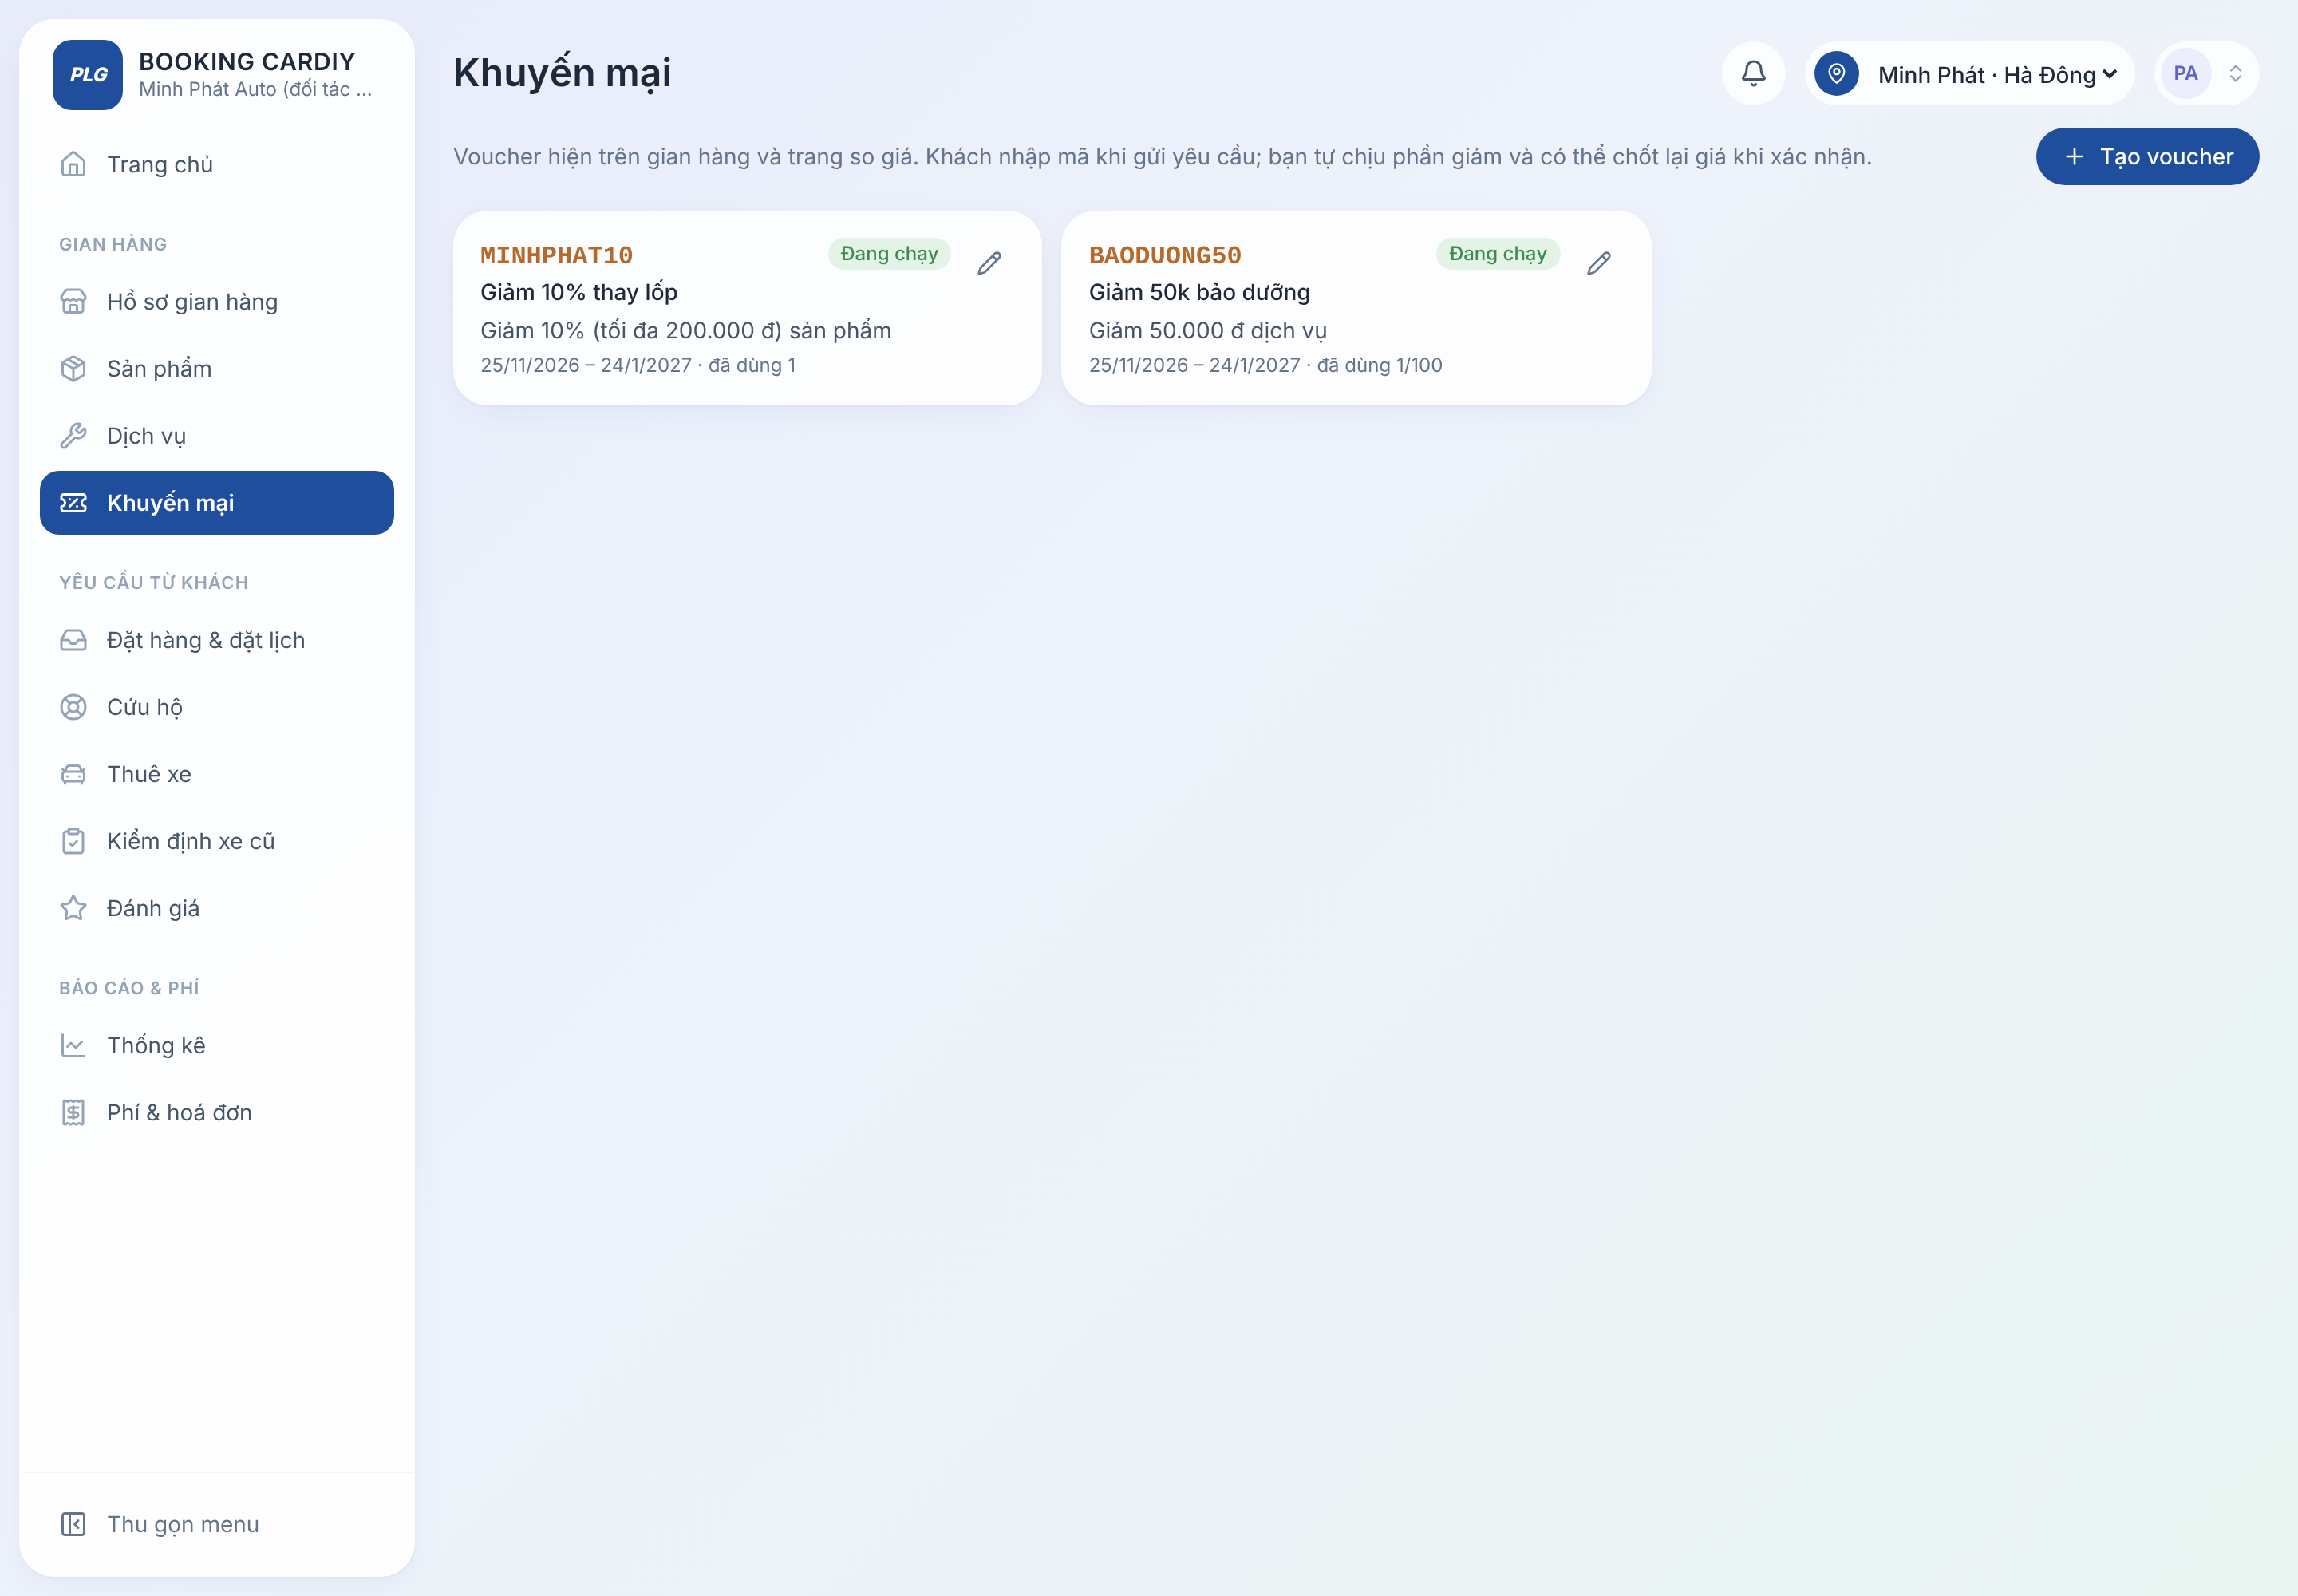 PLG
BOOKING CARDIY
Minh Phát Auto (đối tác ...
Trang chủ
GIAN HÀNG
Hồ sơ gian hàng
Sản phẩm
Dịch vụ
Khuyến mại
YÊU CẦU TỪ KHÁCH
Đặt hàng & đặt lịch
Cứu hộ
Thuê xe
Kiểm định xe cũ
Đánh giá
BÁO CÁO & PHÍ
Thống kê
Phí & hoá đơn
Thu gọn menu
Khuyến mại
Minh Phát · Hà Đông
PA
Voucher hiện trên gian hàng và trang so giá. Khách nhập mã khi gửi yêu cầu; bạn tự chịu phần giảm và có thể chốt lại giá khi xác nhận.
Tạo voucher
MINHPHAT10
Đang chạy
Giảm 10% thay lốp
Giảm 10% (tối đa 200.000 đ) sản phẩm
25/11/2026 – 24/1/2027 · đã dùng 1
BAODUONG50
Đang chạy
Giảm 50k bảo dưỡng
Giảm 50.000 đ dịch vụ
25/11/2026 – 24/1/2027 · đã dùng 1/100